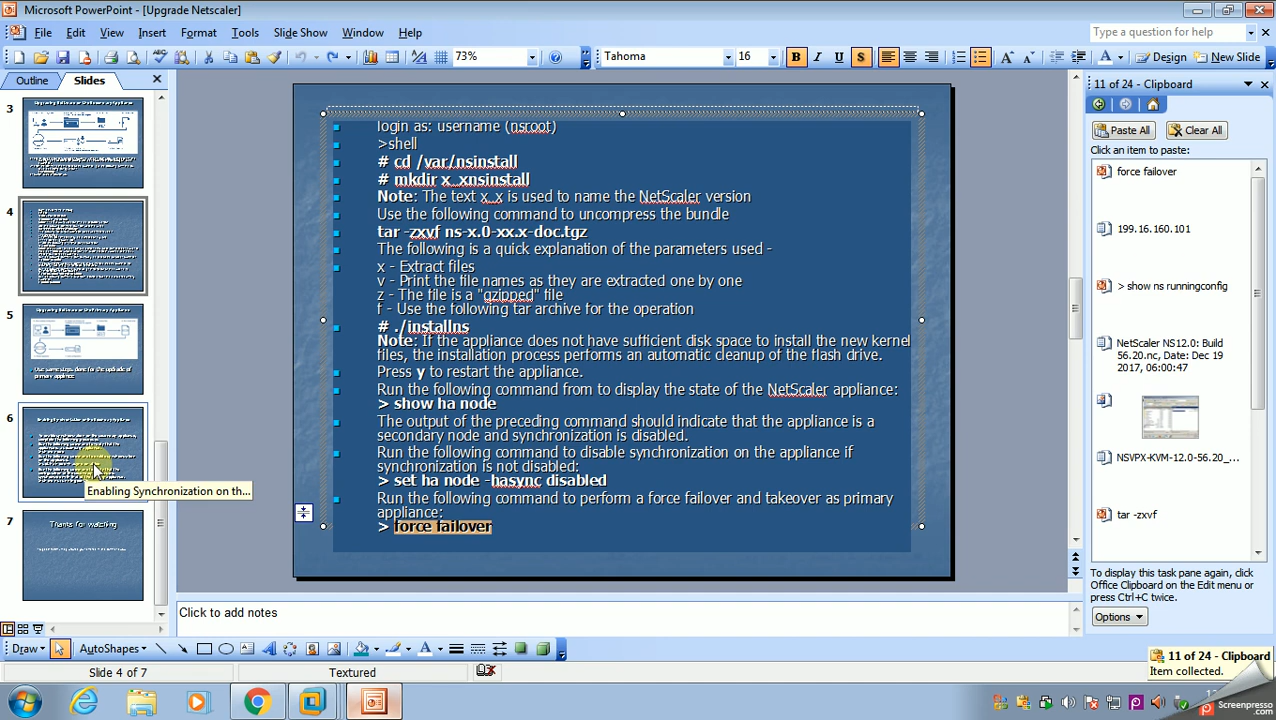 Microsoft PowerPoint - [Upgrade Netscaler]
File Edit View Insert Format Tools Slide Show Window Help
Type a question for help
73%
Tahoma 16 B I U S
Design New Slide
Outline Slides
11 of 24 - Clipboard
Paste All Clear All
Click an item to paste:
force failover
199.16.160.101
> show ns runningconfig
NetScaler NS12.0: Build
56.20.nc, Date: Dec 19
2017, 06:00:47
NSVPX-KVM-12.0-56.20_...
tar -zxvf
To display this task pane again, click
Office Clipboard on the Edit menu or
press Ctrl+C twice.
Options
3
4
5
6
Enabling Synchronization on th...
7
Thanks for watching
login as: username (nsroot)
>shell
# cd /var/nsinstall
# mkdir x_xnsinstall
Note: The text x_x is used to name the NetScaler version
Use the following command to uncompress the bundle
tar -zxvf ns-x.0-xx.x-doc.tgz
The following is a quick explanation of the parameters used -
x - Extract files
v - Print the file names as they are extracted one by one
z - The file is a "gzipped" file
f - Use the following tar archive for the operation
# ./installns
Note: If the appliance does not have sufficient disk space to install the new kernel
files, the installation process performs an automatic cleanup of the flash drive.
Press y to restart the appliance.
Run the following command from to display the state of the NetScaler appliance:
> show ha node
The output of the preceding command should indicate that the appliance is a
secondary node and synchronization is disabled.
Run the following command to disable synchronization on the appliance if
synchronization is not disabled:
> set ha node -hasync disabled
Run the following command to perform a force failover and takeover as primary
appliance:
> force failover
Click to add notes
Draw AutoShapes
Slide 4 of 7
Textured
11 of 24 - Clipboard
Item collected.
Screenpresso
.com